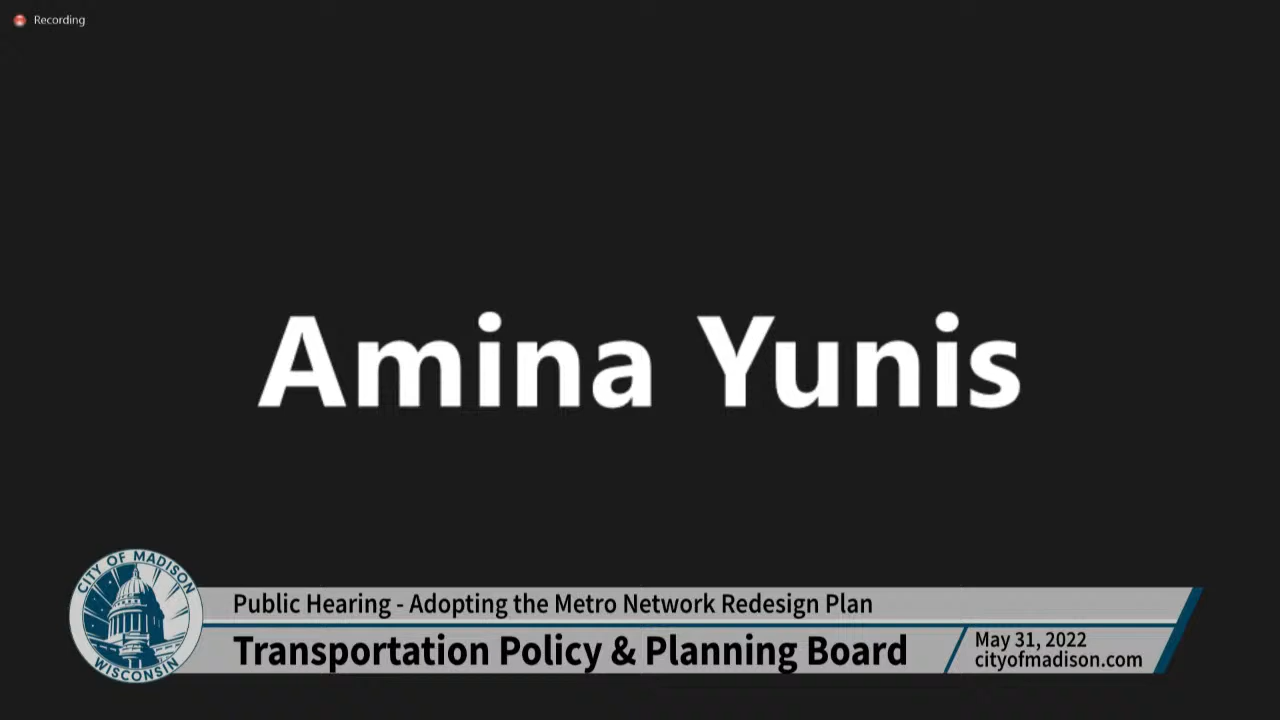 Recording
Amina Yunis
CITY OF MADISON
WISCONSIN
Public Hearing - Adopting the Metro Network Redesign Plan
Transportation Policy & Planning Board
May 31, 2022
cityofmadison.com